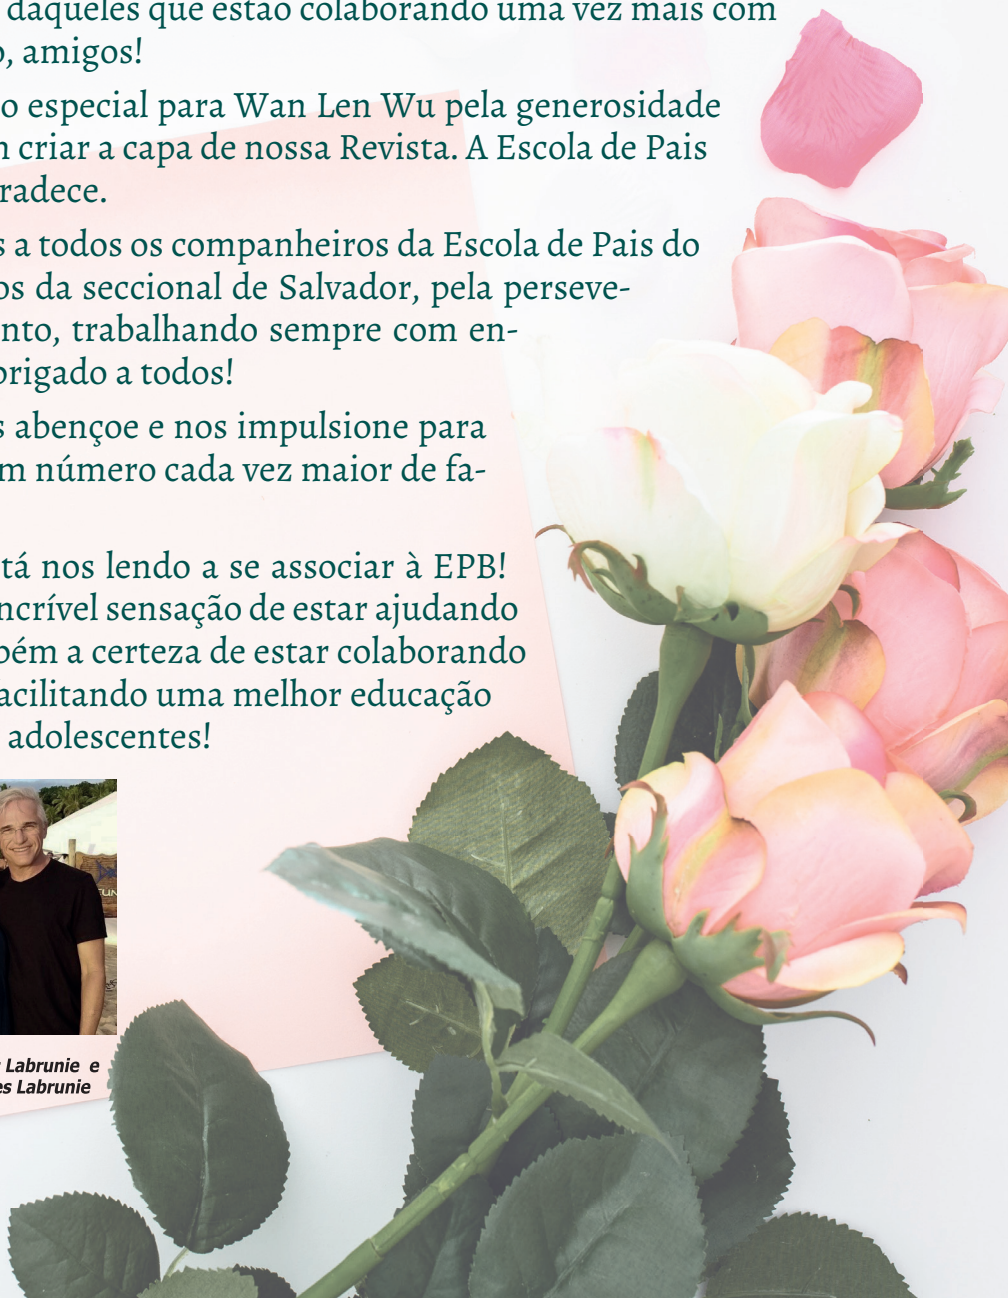 daqueles que estão colaborando uma vez mais com
o, amigos!
o especial para Wan Len Wu pela generosidade
criar a capa de nossa Revista. A Escola de Pais
radece.
s a todos os companheiros da Escola de Pais do
os da seccional de Salvador, pela perseve-
nto, trabalhando sempre com en-
brigado a todos!
s abençoe e nos impulsione para
m número cada vez maior de fa-
tá nos lendo a se associar à EPB!
ncrível sensação de estar ajudando
bém a certeza de estar colaborando
acilitando uma melhor educação
adolescentes!
Labrunie e
es Labrunie